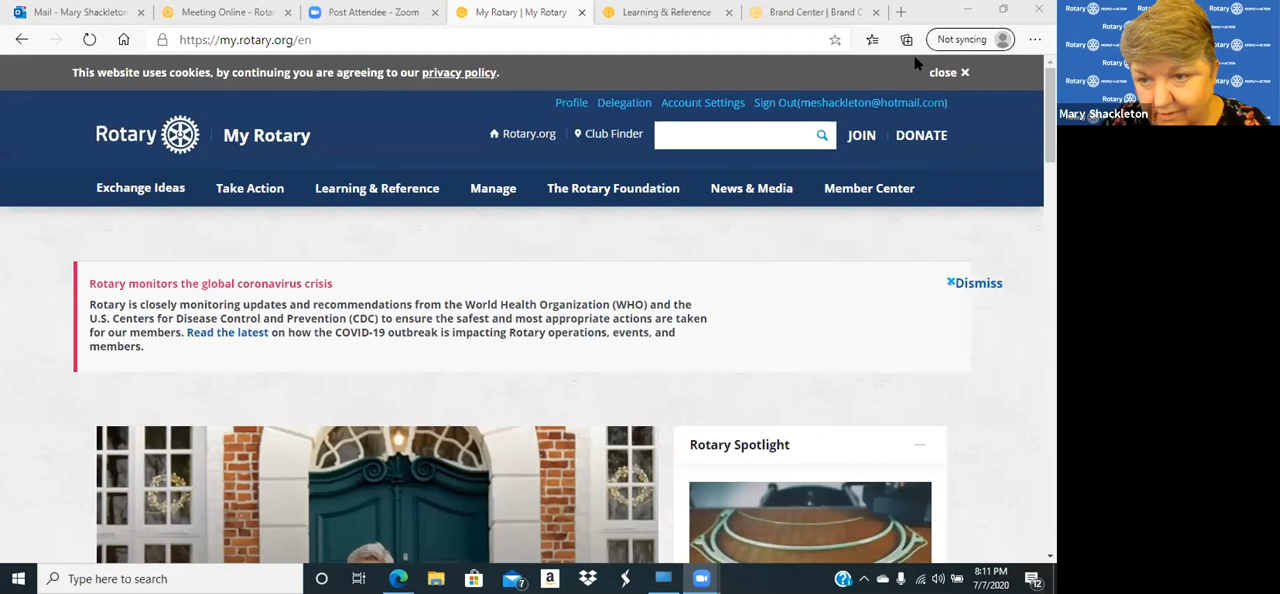 Mail - Mary Shackleton
Meeting Online - Rota
Post Attendee - Zoom
My Rotary | My Rotary
Learning & Reference
Brand Center | Brand C
https://my.rotary.org/en
Not syncing
This website uses cookies, by continuing you are agreeing to our privacy policy.
close
Profile Delegation Account Settings Sign Out(meshackleton@hotmail.com)
Rotary
My Rotary
Rotary.org
Club Finder
JOIN
DONATE
Exchange Ideas
Take Action
Learning & Reference
Manage
The Rotary Foundation
News & Media
Member Center
Rotary monitors the global coronavirus crisis
Dismiss
Rotary is closely monitoring updates and recommendations from the World Health Organization (WHO) and the
U.S. Centers for Disease Control and Prevention (CDC) to ensure the safest and most appropriate actions are taken
for our members. Read the latest on how the COVID-19 outbreak is impacting Rotary operations, events, and
members.
Rotary Spotlight
Mary Shackleton
Rotary
Rotary
Rotary
Rotary
Rotary
Type here to search
7
a
8:11 PM
7/7/2020
12